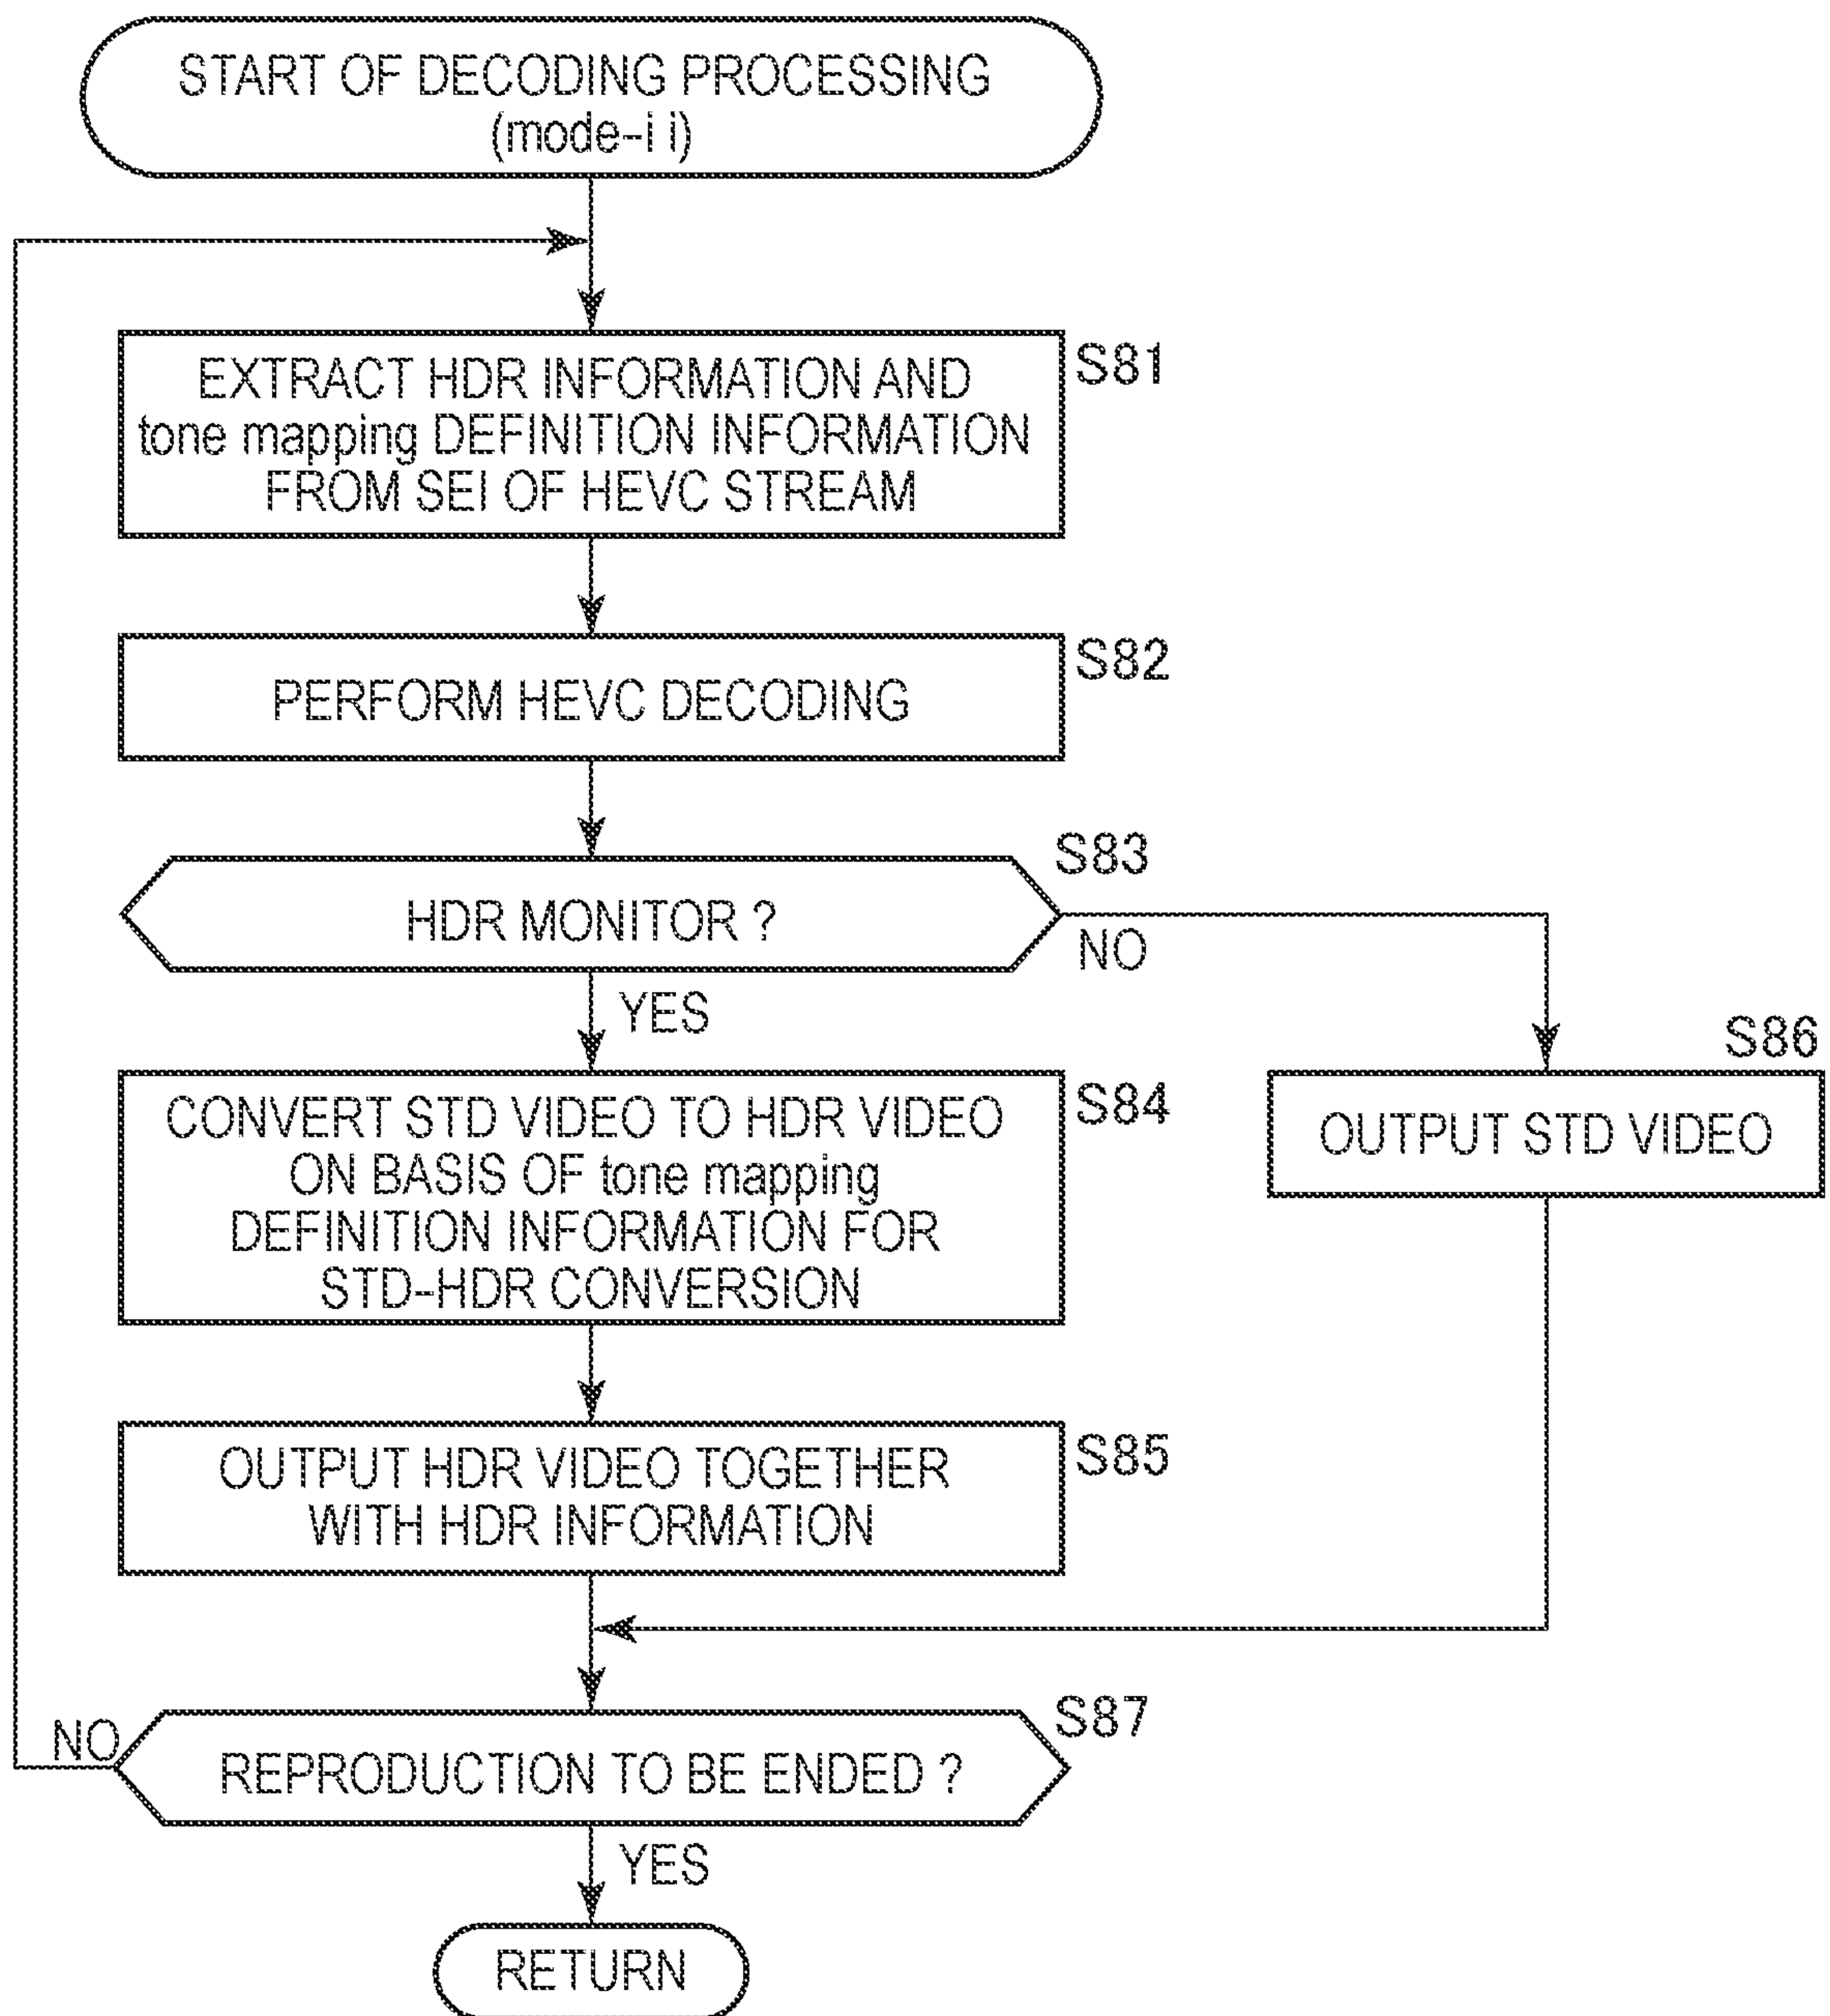 START OF DECODING PROCESSING
(mode-i i)
EXTRACT HDR INFORMATION AND
tone mapping DEFINITION INFORMATION
FROM SEI OF HEVC STREAM
S81
PERFORM HEVC DECODING
S82
HDR MONITOR ?
S83
NO
YES
CONVERT STD VIDEO TO HDR VIDEO
ON BASIS OF tone mapping
DEFINITION INFORMATION FOR
STD-HDR CONVERSION
S84
S86
OUTPUT STD VIDEO
OUTPUT HDR VIDEO TOGETHER
WITH HDR INFORMATION
S85
S87
NO
REPRODUCTION TO BE ENDED ?
YES
RETURN